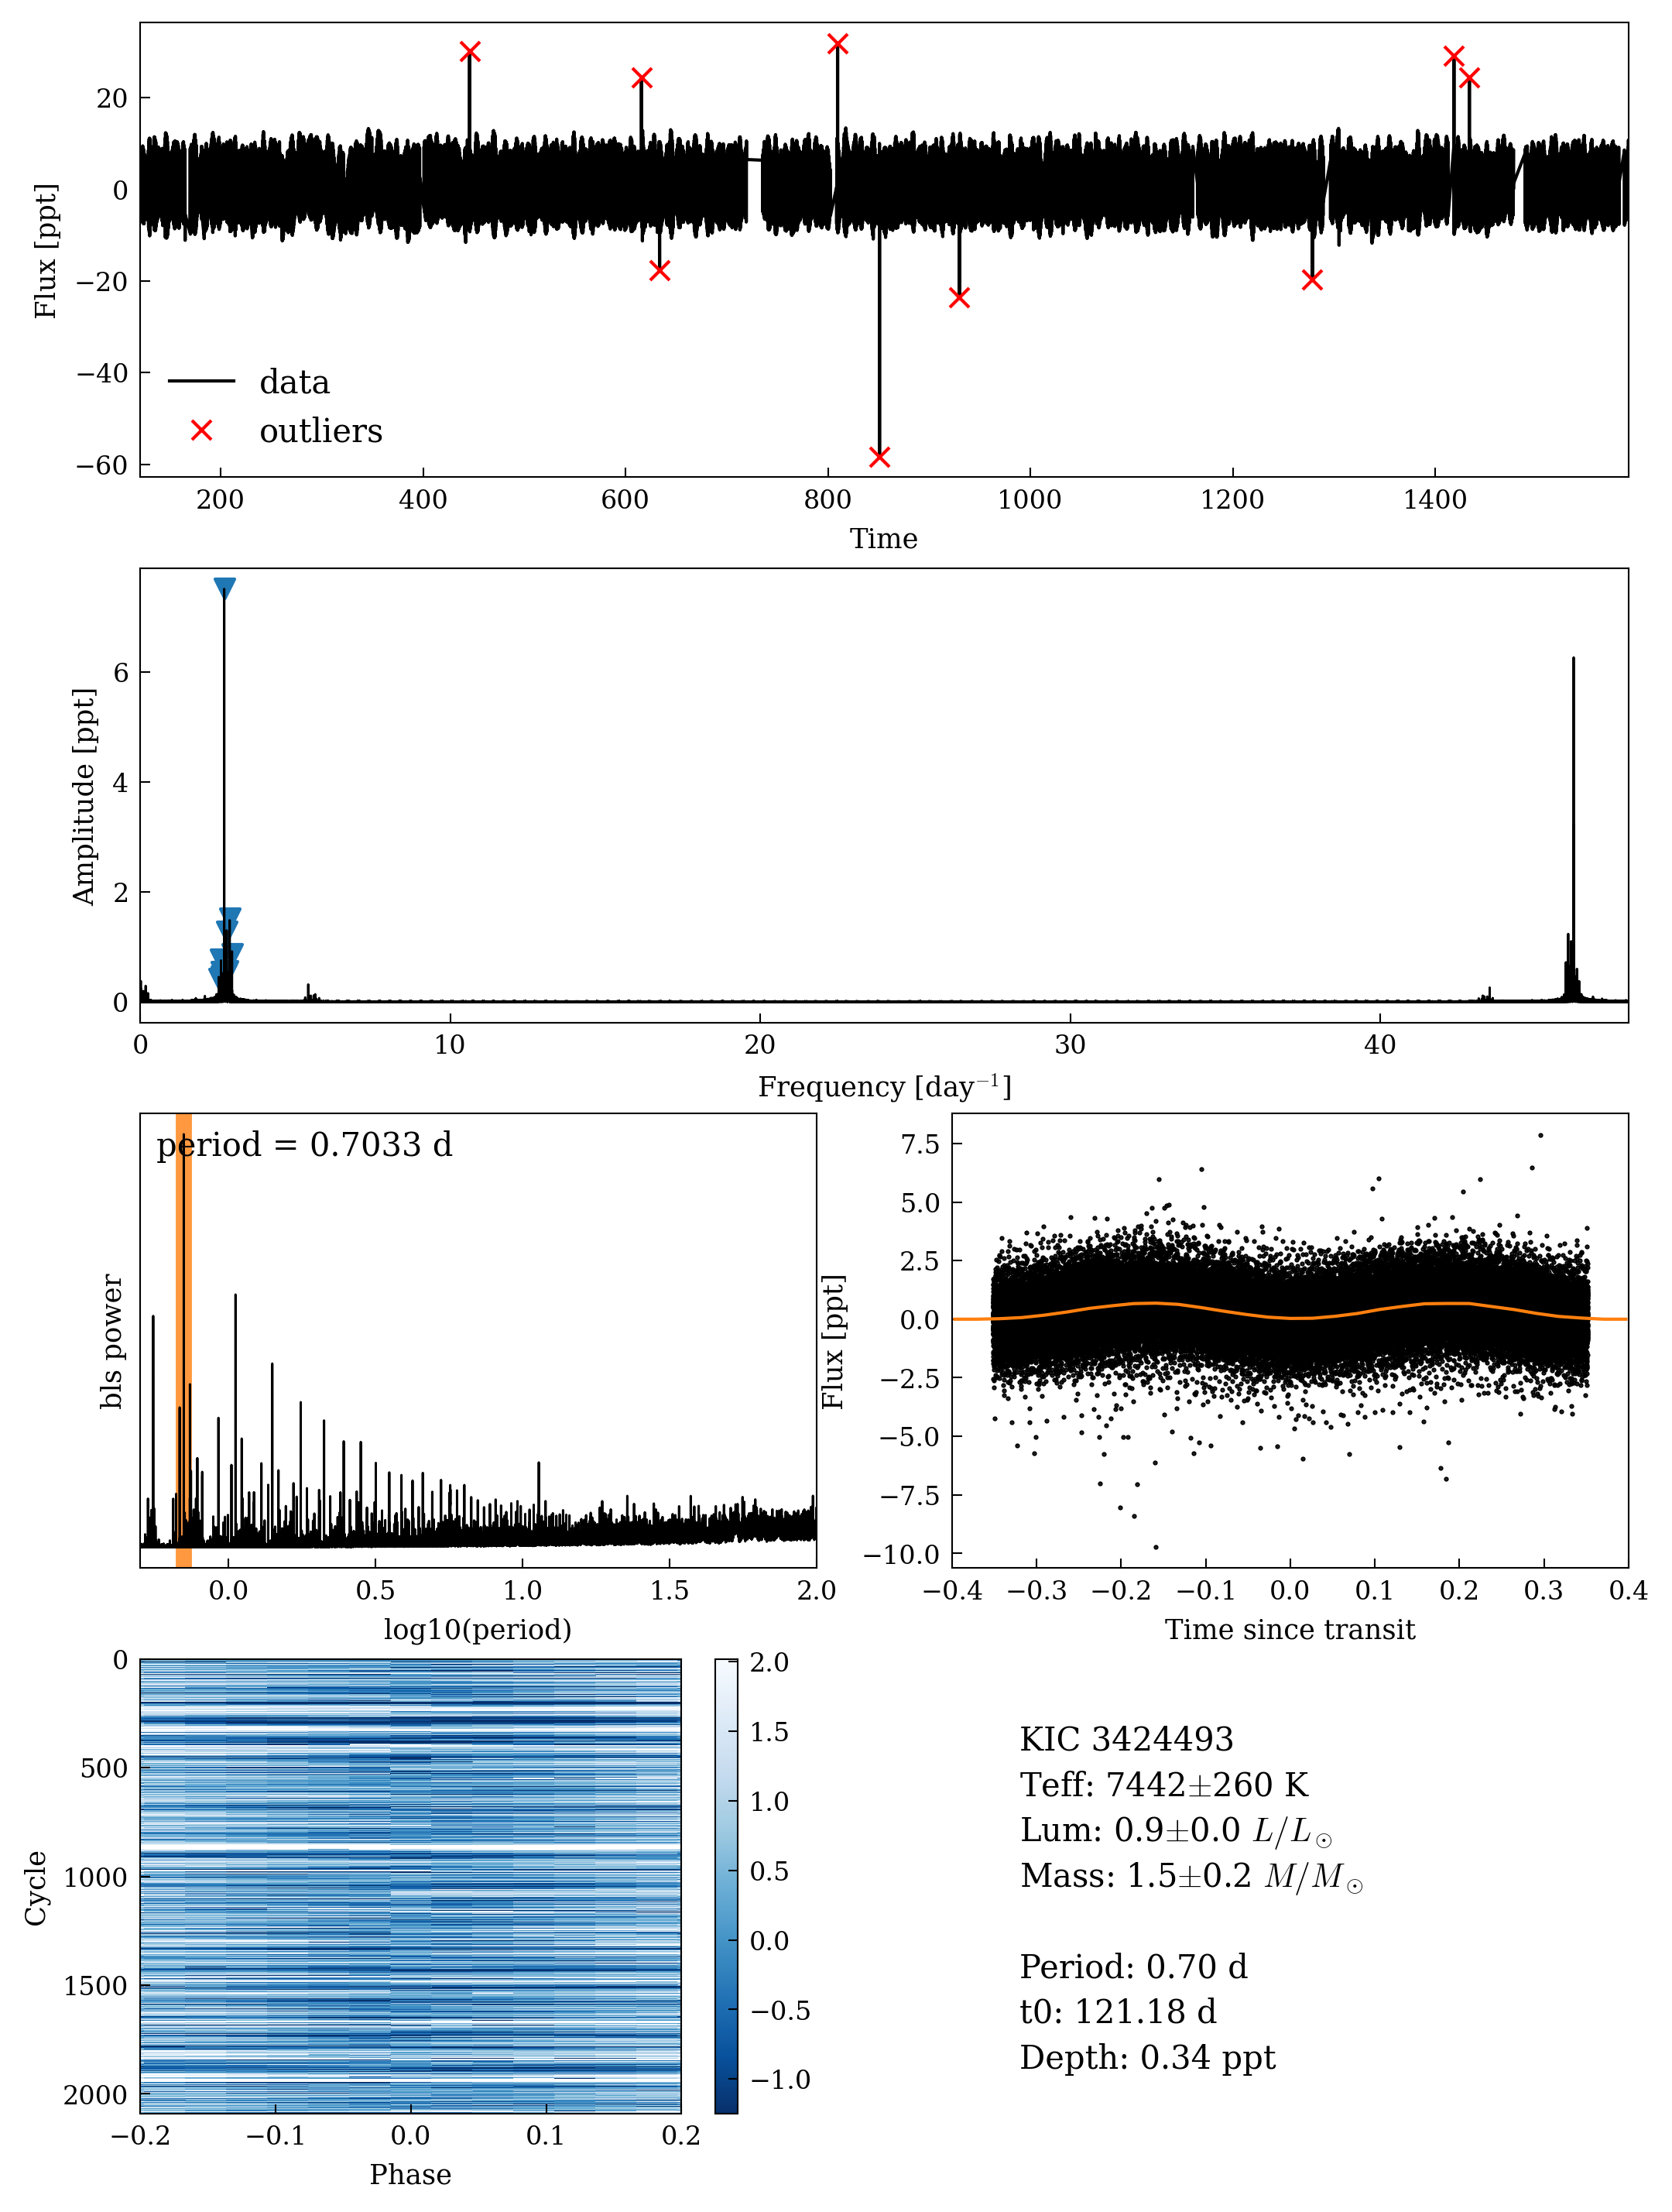 20
0
−20
−40
−60
Flux [ppt]
data
outliers
200 400 600 800 1000 1200 1400
Time
6
4
2
0
Amplitude [ppt]
0 10 20 30 40
Frequency [day−1]
period = 0.7033 d
bls power
0.0 0.5 1.0 1.5 2.0
log10(period)
7.5
5.0
2.5
0.0
−2.5
−5.0
−7.5
−10.0
Flux [ppt]
−0.4 −0.3 −0.2 −0.1 0.0 0.1 0.2 0.3 0.4
Time since transit
0
500
1000
1500
2000
Cycle
−0.2 −0.1 0.0 0.1 0.2
Phase
2.0
1.5
1.0
0.5
0.0
−0.5
−1.0
KIC 3424493
Teff: 7442±260 K
Lum: 0.9±0.0 L/L⊙
Mass: 1.5±0.2 M/M⊙
Period: 0.70 d
t0: 121.18 d
Depth: 0.34 ppt